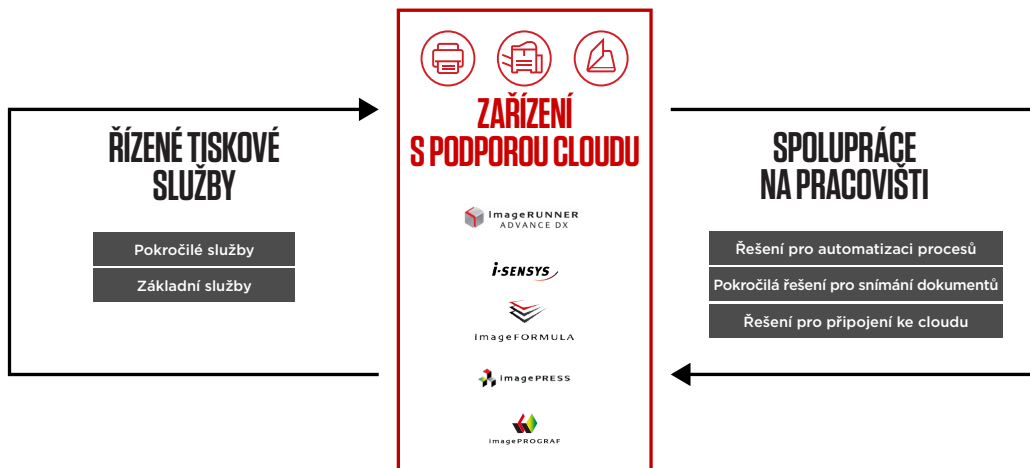 ŘÍZENÉ TISKOVÉ
SLUŽBY
Pokročilé služby
Základní služby
ZAŘÍZENÍ
S PODPOROU CLOUDU
imageRUNNER
ADVANCE DX
i-SENSYS
imageFORMULA
imagePRESS
imagePROGRAF
SPOLUPRÁCE
NA PRACOVIŠTI
Řešení pro automatizaci procesů
Pokročilá řešení pro snímání dokumentů
Řešení pro připojení ke cloudu